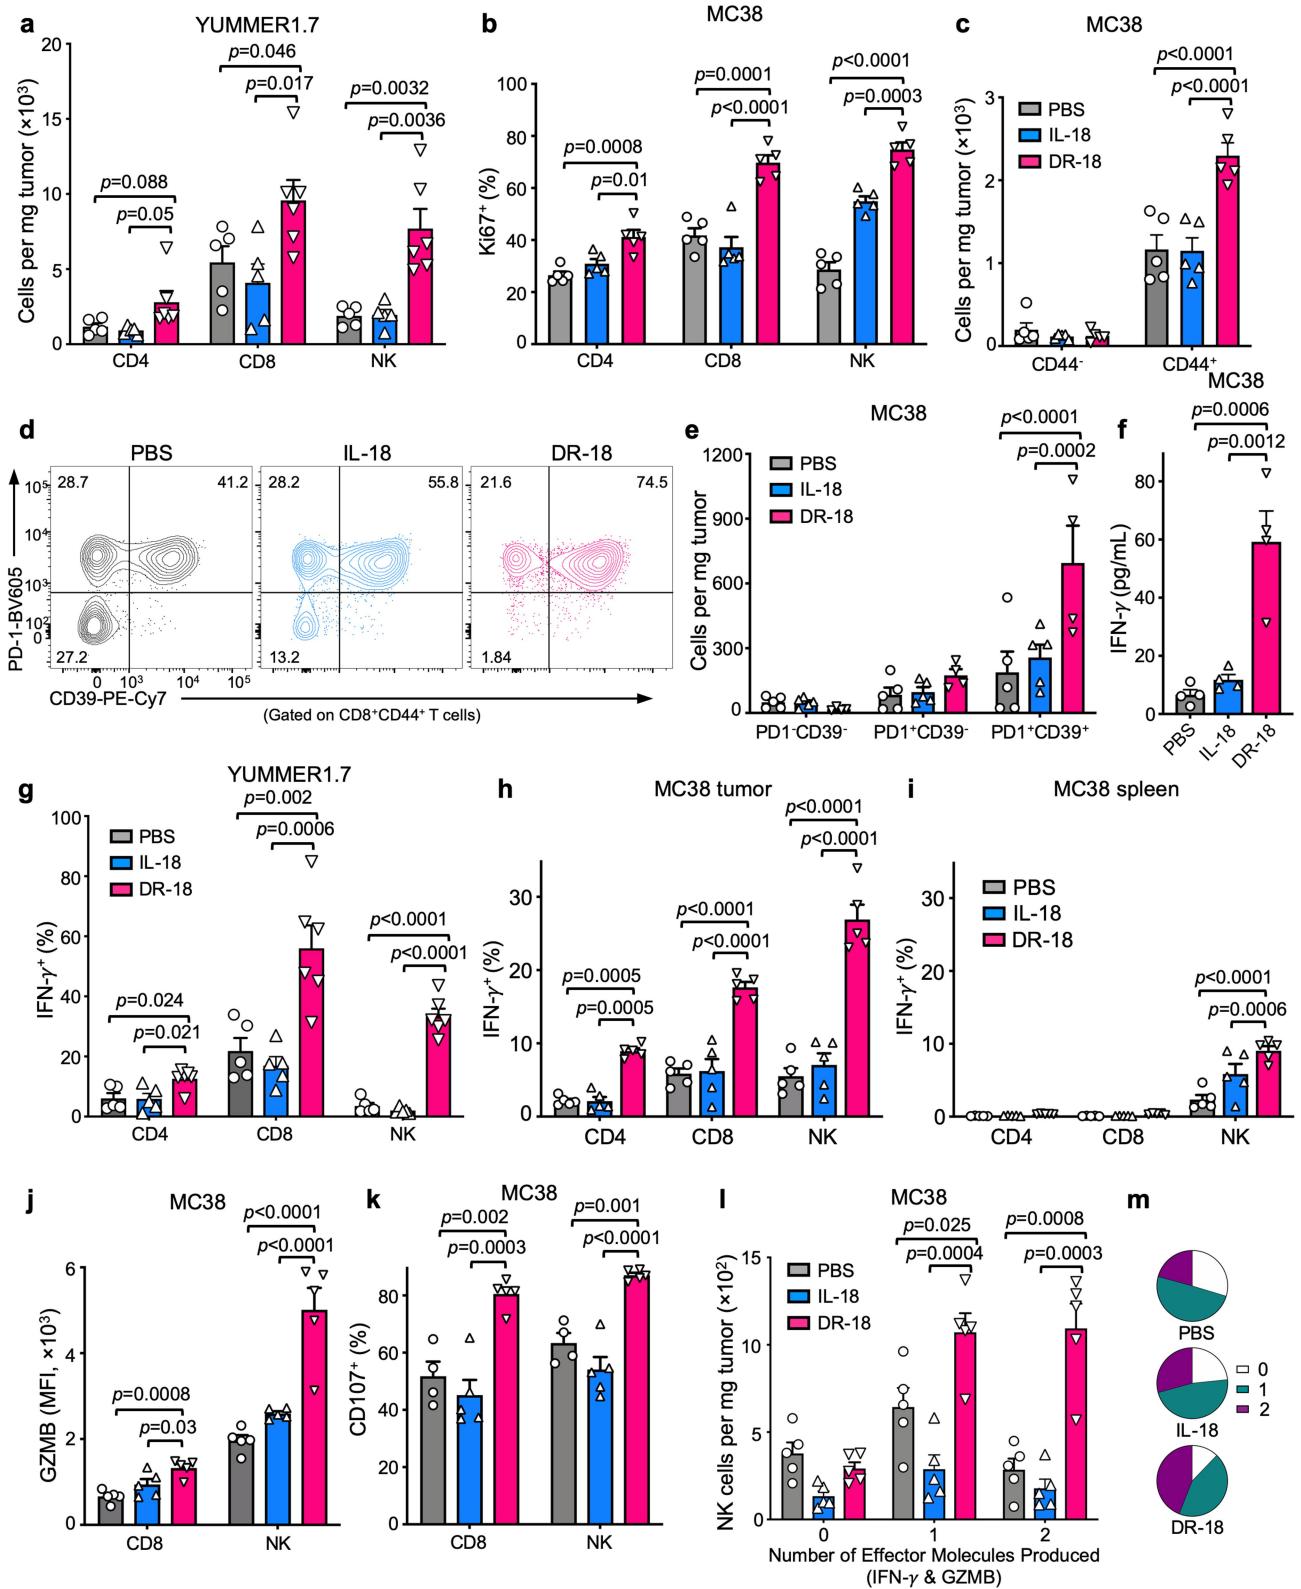 a
YUMMER1.7
p=0.046
p=0.017
p=0.0032
p=0.0036
p=0.088
p=0.05
Cells per mg tumor (×10³)
20
15
10
5
0
CD4
CD8
NK
b
MC38
p=0.0001
p<0.0001
p<0.0001
p=0.0003
p=0.0008
p=0.01
Ki67⁺ (%)
100
80
60
40
20
0
CD4
CD8
NK
c
MC38
p<0.0001
p<0.0001
PBS
IL-18
DR-18
Cells per mg tumor (×10³)
3
2
1
0
CD44⁻
CD44⁺
d
PBS
IL-18
DR-18
28.7
41.2
27.2
28.2
55.8
13.2
21.6
74.5
1.84
PD-1-BV605
10⁵
10⁴
10³
10²
0
0
10³
10⁴
10⁵
CD39-PE-Cy7
(Gated on CD8⁺CD44⁺ T cells)
e
MC38
p<0.0001
p=0.0002
PBS
IL-18
DR-18
Cells per mg tumor
1200
900
600
300
0
PD1⁻CD39⁻
PD1⁺CD39⁻
PD1⁺CD39⁺
f
MC38
p=0.0006
p=0.0012
IFN-γ (pg/mL)
80
60
40
20
0
PBS
IL-18
DR-18
g
YUMMER1.7
p=0.002
p=0.0006
p<0.0001
p<0.0001
p=0.024
p=0.021
PBS
IL-18
DR-18
IFN-γ⁺ (%)
100
80
60
40
20
0
CD4
CD8
NK
h
MC38 tumor
p<0.0001
p<0.0001
p<0.0001
p<0.0001
p=0.0005
p=0.0005
IFN-γ⁺ (%)
30
20
10
0
CD4
CD8
NK
i
MC38 spleen
PBS
IL-18
DR-18
p<0.0001
p=0.0006
IFN-γ⁺ (%)
30
20
10
0
CD4
CD8
NK
j
MC38
p<0.0001
p<0.0001
p=0.0008
p=0.03
GZMB (MFI, ×10³)
6
4
2
0
CD8
NK
k
MC38
p=0.002
p=0.0003
p=0.001
p<0.0001
CD107⁺ (%)
80
60
40
20
0
CD8
NK
l
MC38
p=0.025
p=0.0004
p=0.0008
p=0.0003
PBS
IL-18
DR-18
NK cells per mg tumor (×10²)
15
10
5
0
0
1
2
Number of Effector Molecules Produced
(IFN-γ & GZMB)
m
PBS
IL-18
DR-18
0
1
2